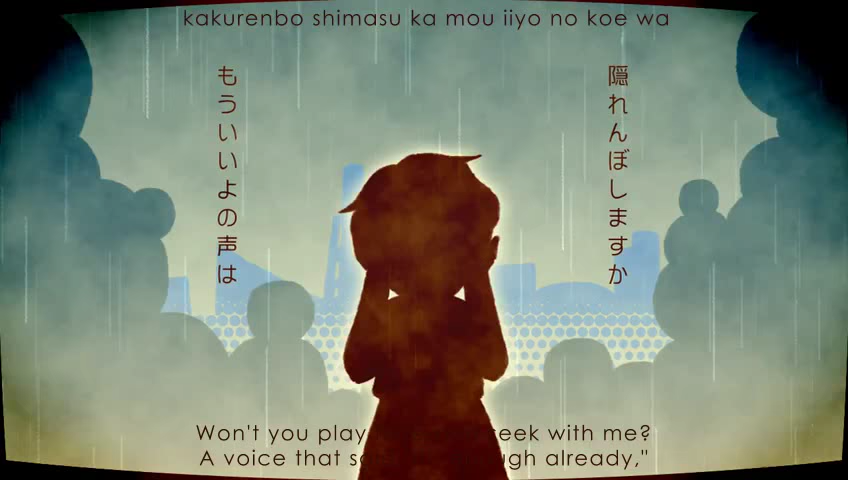 kakurenbo shimasu ka mou iiyo no koe wa
隠れんぼしますか
もういいよの声は
Won't you play seek with me?
A voice that already,"